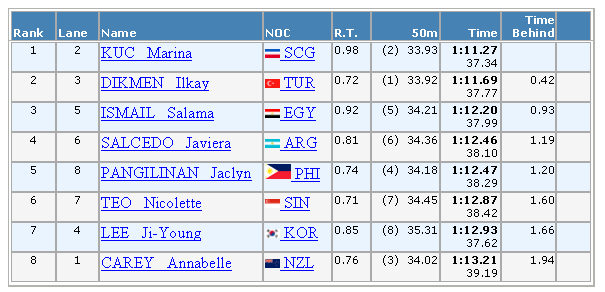 Rank Lane Name NOC R.T. 50m Time Time Behind
1 2 KUC Marina SCG 0.98 (2) 33.93 1:11.27
37.34
2 3 DIKMEN Ilkay TUR 0.72 (1) 33.92 1:11.69 0.42
37.77
3 5 ISMAIL Salama EGY 0.92 (5) 34.21 1:12.20 0.93
37.99
4 6 SALCEDO Javiera ARG 0.81 (6) 34.36 1:12.46 1.19
38.10
5 8 PANGILINAN Jaclyn PHI 0.74 (4) 34.18 1:12.47 1.20
38.29
6 7 TEO Nicolette SIN 0.71 (7) 34.45 1:12.87 1.60
38.42
7 4 LEE Ji-Young KOR 0.85 (8) 35.31 1:12.93 1.66
37.62
8 1 CAREY Annabelle NZL 0.76 (3) 34.02 1:13.21 1.94
39.19